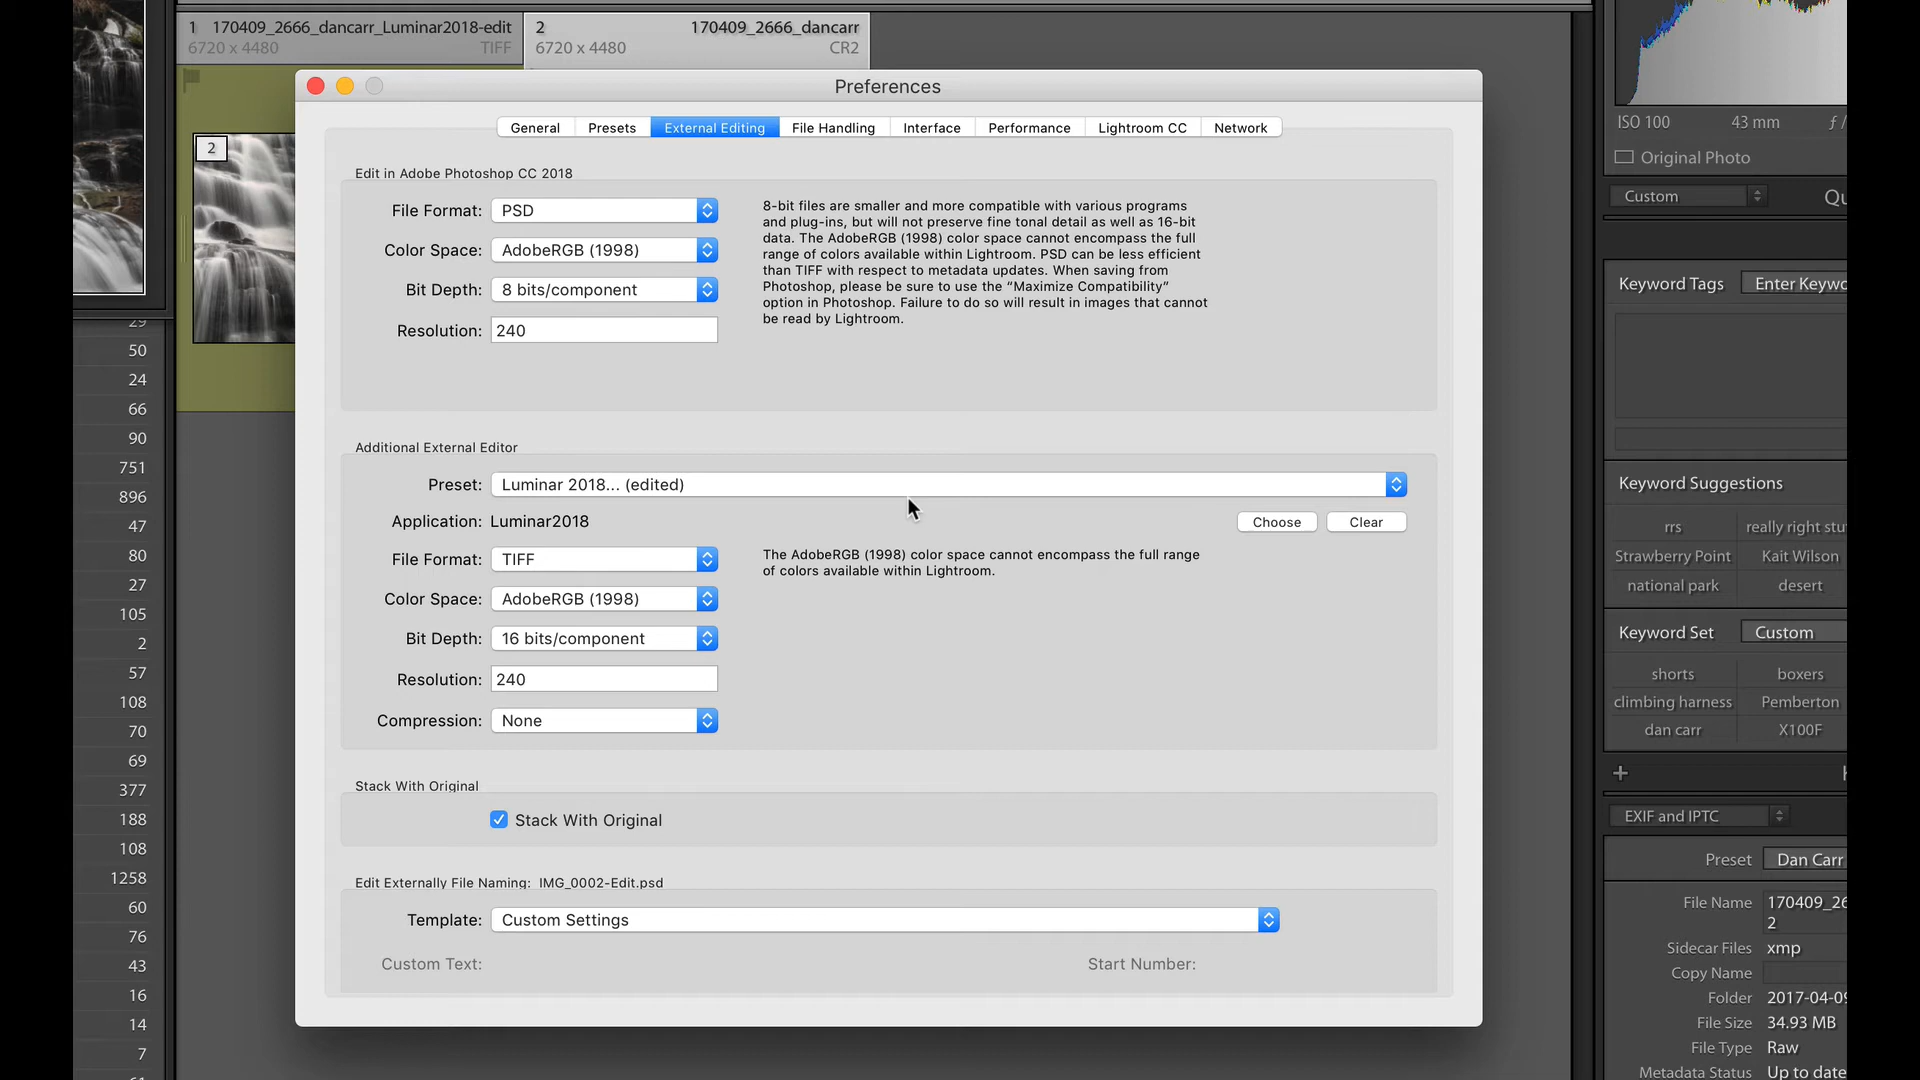 1 170409_2666_dancarr_Luminar2018-edit
6720 x 4480 TIFF
2 170409_2666_dancarr
6720 x 4480 CR2
2
Preferences
General Presets External Editing File Handling Interface Performance Lightroom CC Network
Edit in Adobe Photoshop CC 2018
File Format: PSD
Color Space: AdobeRGB (1998)
Bit Depth: 8 bits/component
Resolution: 240
8-bit files are smaller and more compatible with various programs
and plug-ins, but will not preserve fine tonal detail as well as 16-bit
data. The AdobeRGB (1998) color space cannot encompass the full
range of colors available within Lightroom. PSD can be less efficient
than TIFF with respect to metadata updates. When saving from
Photoshop, please be sure to use the “Maximize Compatibility”
option in Photoshop. Failure to do so will result in images that cannot
be read by Lightroom.
Additional External Editor
Preset: Luminar 2018... (edited)
Application: Luminar2018
Choose Clear
File Format: TIFF
Color Space: AdobeRGB (1998)
Bit Depth: 16 bits/component
Resolution: 240
Compression: None
The AdobeRGB (1998) color space cannot encompass the full range
of colors available within Lightroom.
Stack With Original
Stack With Original
Edit Externally File Naming: IMG_0002-Edit.psd
Template: Custom Settings
Custom Text: Start Number:
29
50
24
66
90
751
896
47
80
27
105
2
57
108
70
69
377
188
108
1258
60
76
43
16
14
7
ISO 100 43 mm ƒ /
Original Photo
Custom Qu
Keyword Tags Enter Keywo
Keyword Suggestions
rrs really right stu
Strawberry Point Kait Wilson
national park desert
Keyword Set Custom
shorts boxers
climbing harness Pemberton
dan carr X100F
EXIF and IPTC
Preset Dan Carr
File Name 170409_26
2
Sidecar Files xmp
Copy Name
Folder 2017-04-09
File Size 34.93 MB
File Type Raw
Metadata Status Up to date